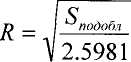 R = √(Sподобл / 2.5981)